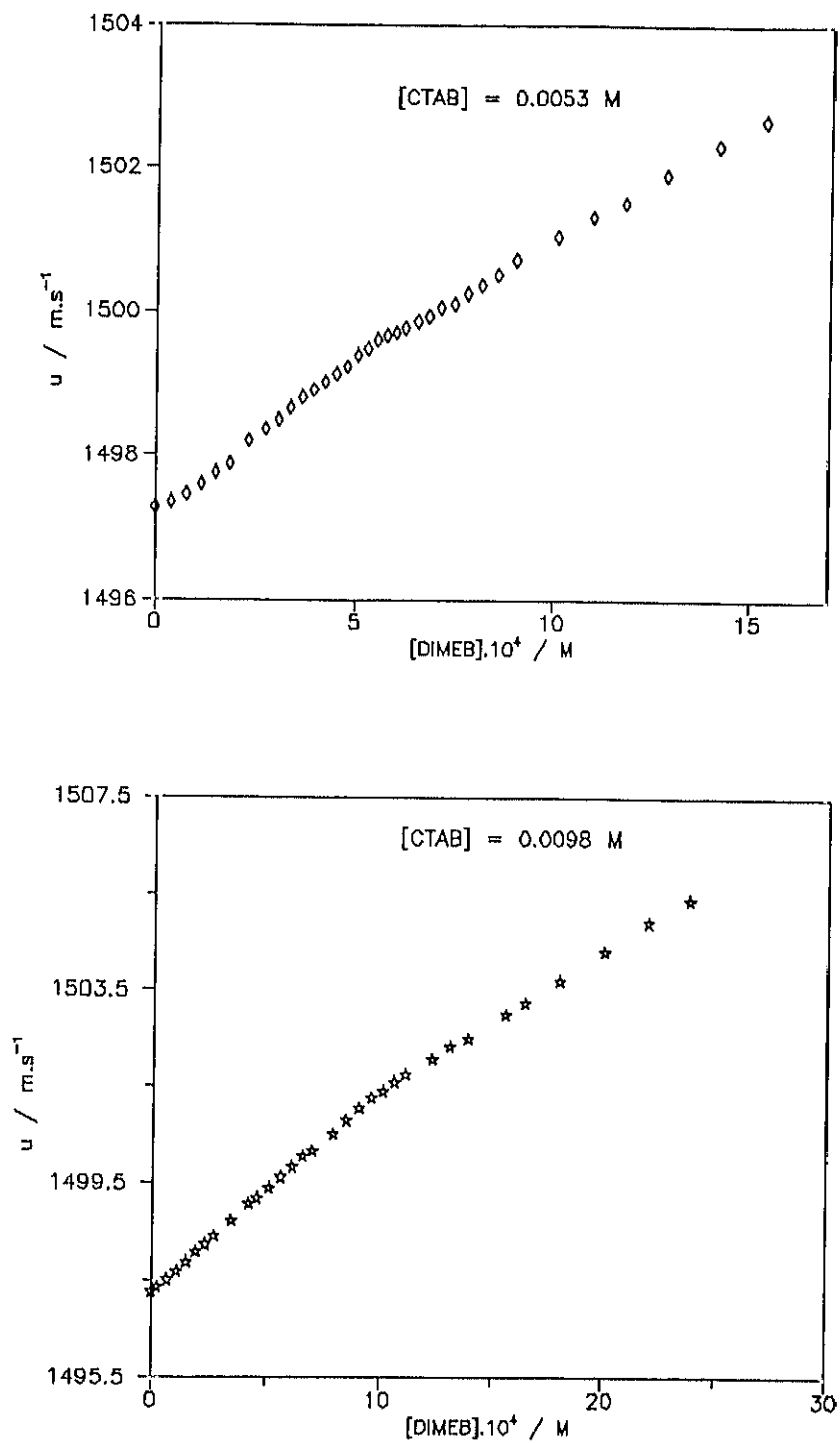 1504
[CTAB] = 0.0053 M
1502
1500
u / m.s⁻¹
1498
1496
0 5 10 15
[DIMEB].10⁴ / M
1507.5
[CTAB] = 0.0098 M
1503.5
u / m.s⁻¹
1499.5
1495.5
0 10 20 30
[DIMEB].10⁴ / M